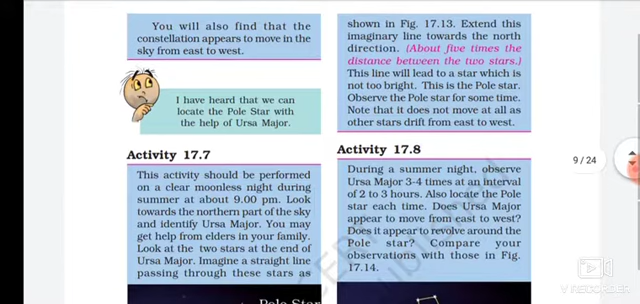 You will also find that the
constellation appears to move in the
sky from east to west.
I have heard that we can
locate the Pole Star with
the help of Ursa Major.
Activity 17.7
This activity should be performed
on a clear moonless night during
summer at about 9.00 pm. Look
towards the northern part of the sky
and identify Ursa Major. You may
get help from elders in your family.
Look at the two stars at the end of
Ursa Major. Imagine a straight line
passing through these stars as
Pole Star
shown in Fig. 17.13. Extend this
imaginary line towards the north
direction. (About five times the
distance between the two stars.)
This line will lead to a star which is
not too bright. This is the Pole star.
Observe the Pole star for some time.
Note that it does not move at all as
other stars drift from east to west.
Activity 17.8
During a summer night, observe
Ursa Major 3-4 times at an interval
of 2 to 3 hours. Also locate the Pole
star each time. Does Ursa Major
appear to move from east to west?
Does it appear to revolve around the
Pole star? Compare your
observations with those in Fig.
17.14.
9 / 24